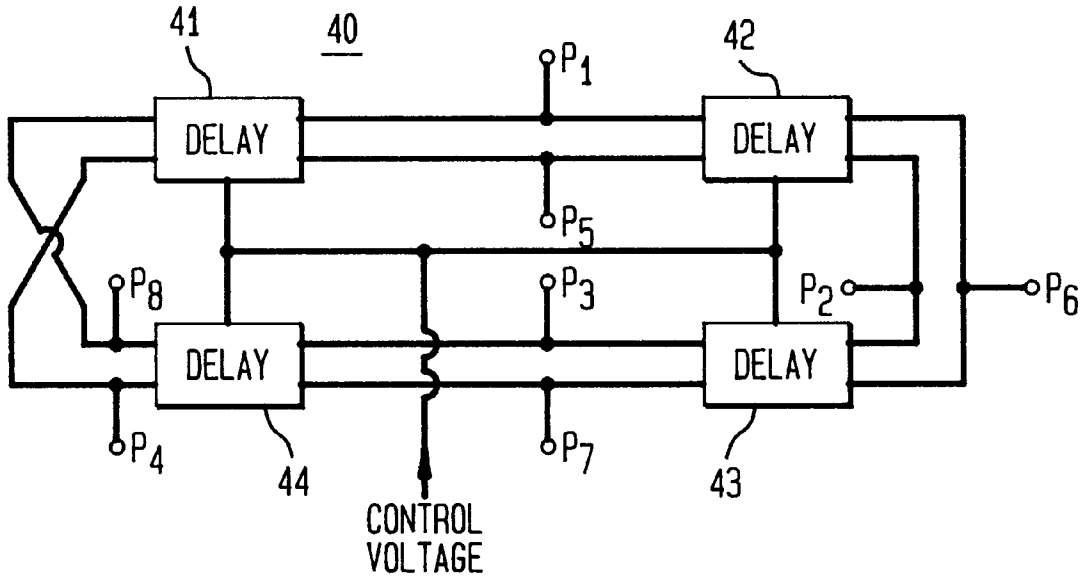 41
40
P1
42
DELAY
DELAY
P5
P8
P3
P2
P6
DELAY
DELAY
P4
P7
44
43
CONTROL
VOLTAGE